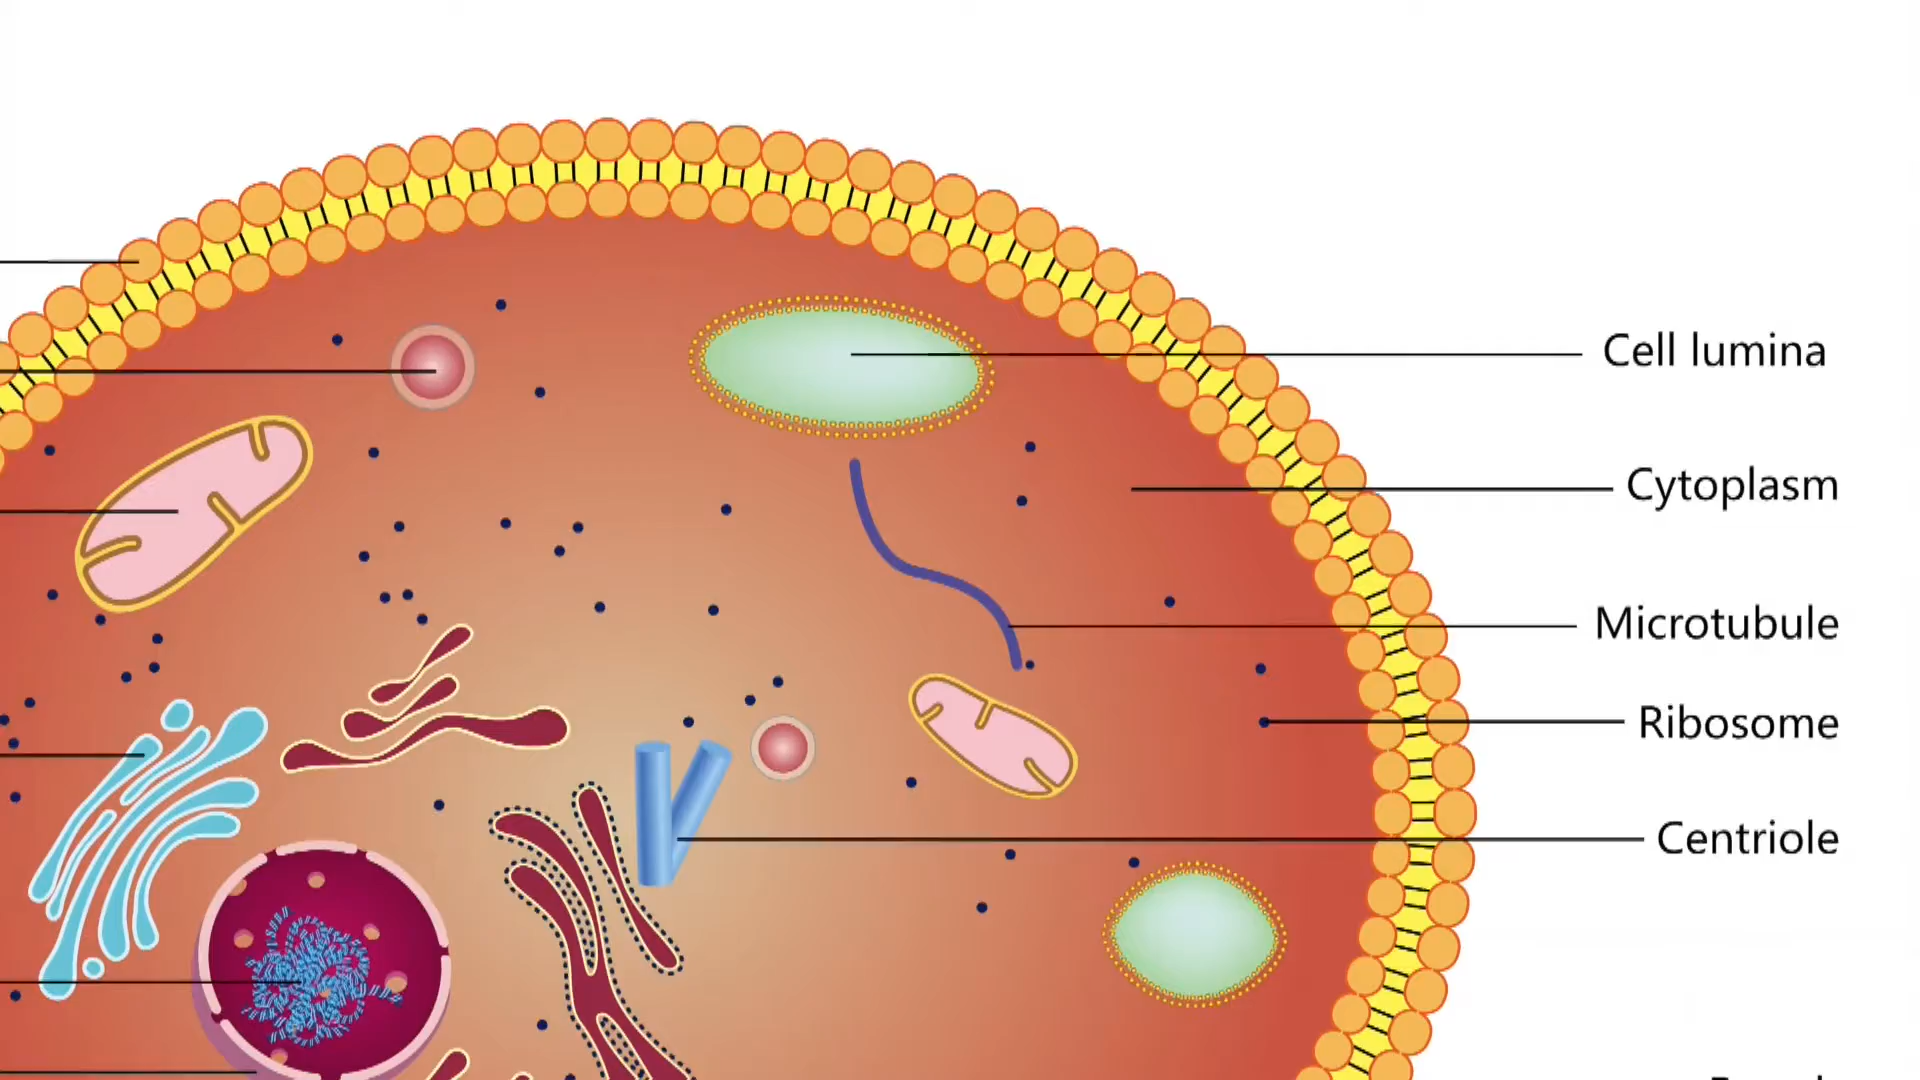 Cell lumina
Cytoplasm
Microtubule
Ribosome
Centriole